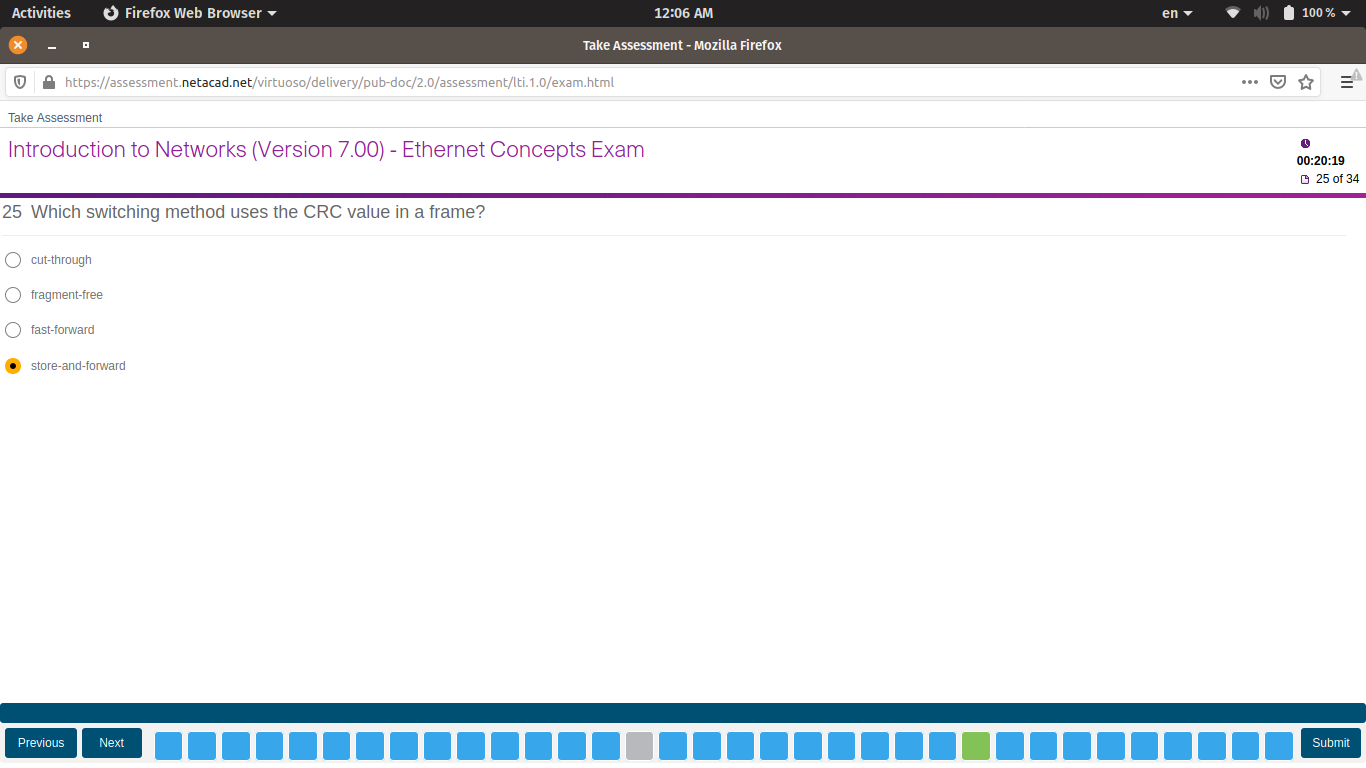 Activities Firefox Web Browser 12:06 AM en 100 %
Take Assessment - Mozilla Firefox
https://assessment.netacad.net/virtuoso/delivery/pub-doc/2.0/assessment/lti.1.0/exam.html
Take Assessment
Introduction to Networks (Version 7.00) - Ethernet Concepts Exam
00:20:19
25 of 34
25 Which switching method uses the CRC value in a frame?
cut-through
fragment-free
fast-forward
store-and-forward
Previous Next Submit